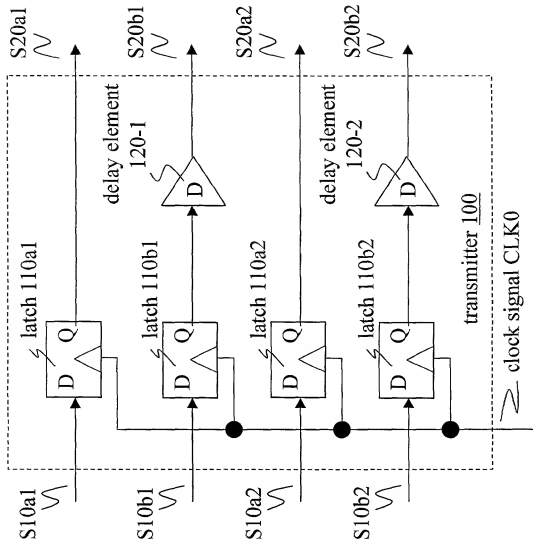 S10a1
S10b1
S10a2
S10b2
latch 110a1
D Q
latch 110b1
D Q
latch 110a2
D Q
latch 110b2
D Q
delay element
120-1
D
delay element
120-2
D
S20a1
S20b1
S20a2
S20b2
transmitter 100
clock signal CLK0